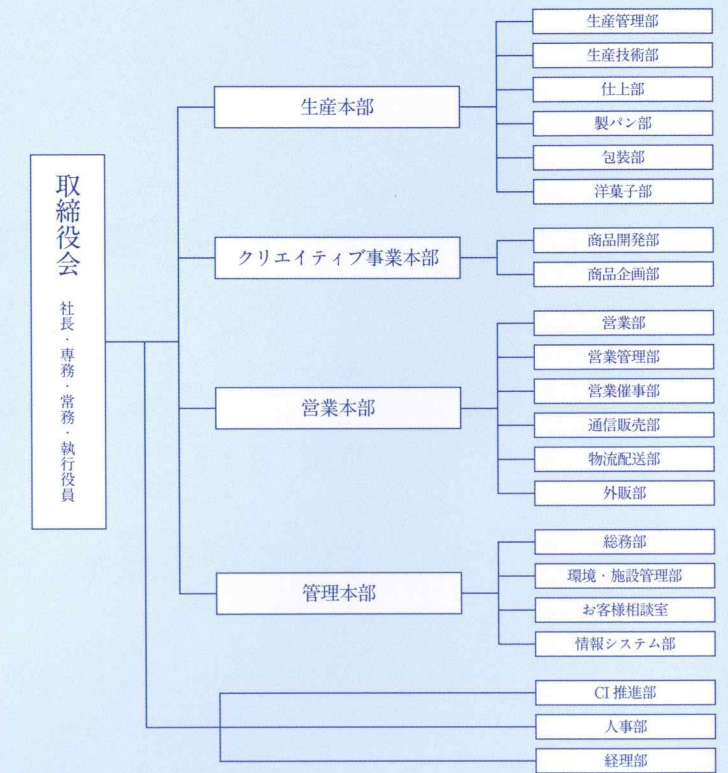 取締役会
社長・専務・常務・執行役員
生産本部
生産管理部
生産技術部
仕上部
製パン部
包装部
洋菓子部
クリエイティブ事業本部
商品開発部
商品企画部
営業本部
営業部
営業管理部
営業催事部
通信販売部
物流配送部
外販部
管理本部
総務部
環境・施設管理部
お客様相談室
情報システム部
CI 推進部
人事部
経理部